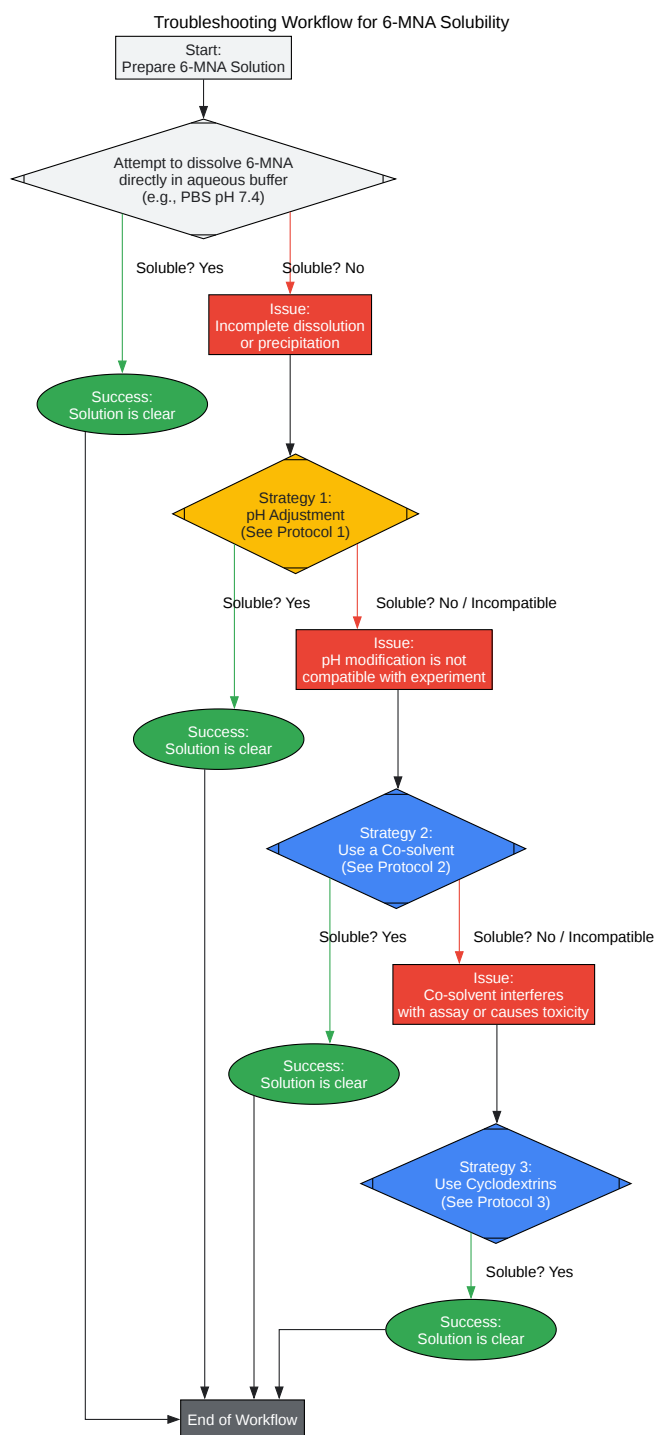 Troubleshooting Workflow for 6-MNA Solubility
Start:
Prepare 6-MNA Solution
Attempt to dissolve 6-MNA
directly in aqueous buffer
(e.g., PBS pH 7.4)
Soluble? Yes
Soluble? No
Issue:
Incomplete dissolution
or precipitation
Success:
Solution is clear
Strategy 1:
pH Adjustment
(See Protocol 1)
Soluble? Yes
Soluble? No / Incompatible
Issue:
pH modification is not
compatible with experiment
Success:
Solution is clear
Strategy 2:
Use a Co-solvent
(See Protocol 2)
Soluble? Yes
Soluble? No / Incompatible
Issue:
Co-solvent interferes
with assay or causes toxicity
Success:
Solution is clear
Strategy 3:
Use Cyclodextrins
(See Protocol 3)
Soluble? Yes
Success:
Solution is clear
End of Workflow